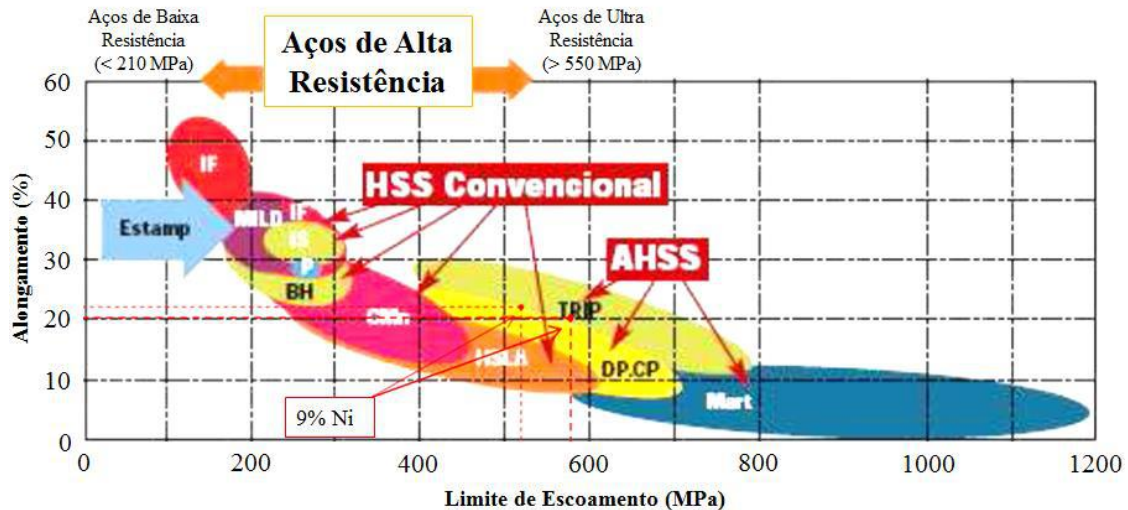 Aços de Baixa
Resistência
(< 210 MPa)
Aços de Alta
Resistência
Aços de Ultra
Resistência
(> 550 MPa)
60
50
40
30
20
10
0
Alongamento (%)
IF
HSS Convencional
MILD
IF
IS
Estamp
P
BH
AHSS
TRIP
CMn
HSLA
DP,CP
Mart
9% Ni
0
200
400
600
800
1000
1200
Limite de Escoamento (MPa)